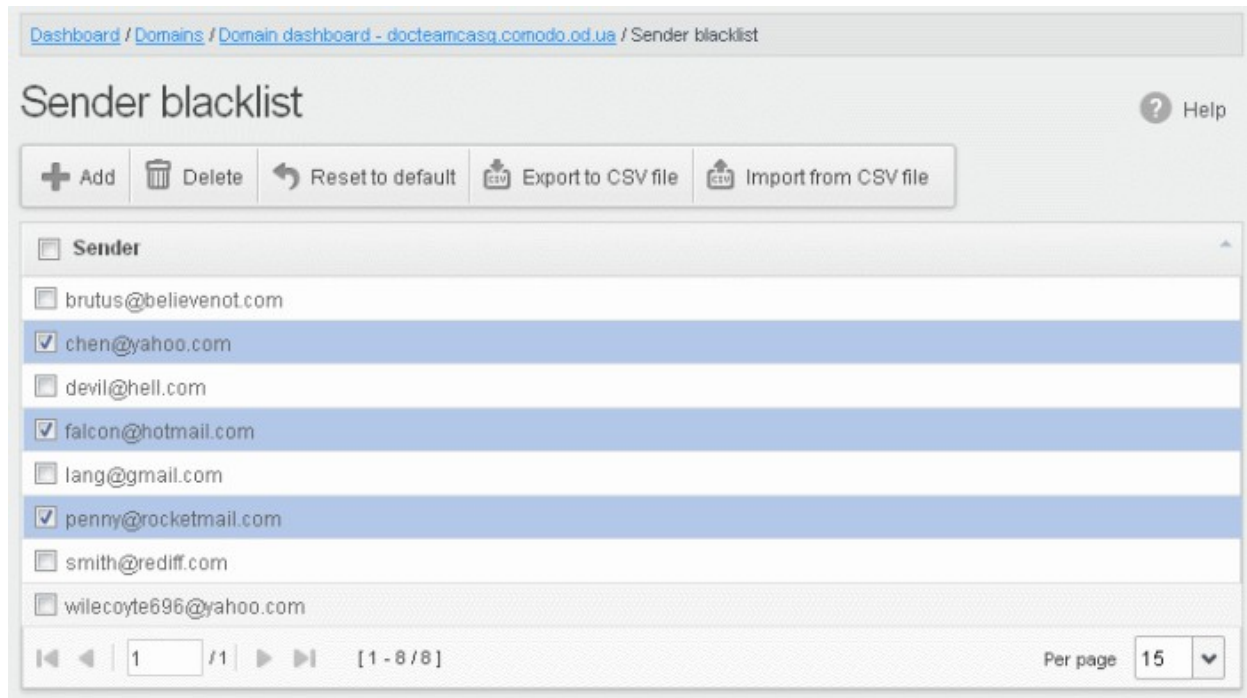 Dashboard / Domains / Domain dashboard - docteamcasg.comodo.od.ua / Sender blacklist
Sender blacklist
? Help
Add Delete Reset to default CSV Export to CSV file CSV Import from CSV file
Sender
brutus@believenot.com
chen@yahoo.com
devil@hell.com
falcon@hotmail.com
lang@gmail.com
penny@rocketmail.com
smith@rediff.com
wilecoyte696@yahoo.com
1 /1 [ 1 - 8 / 8 ] Per page 15